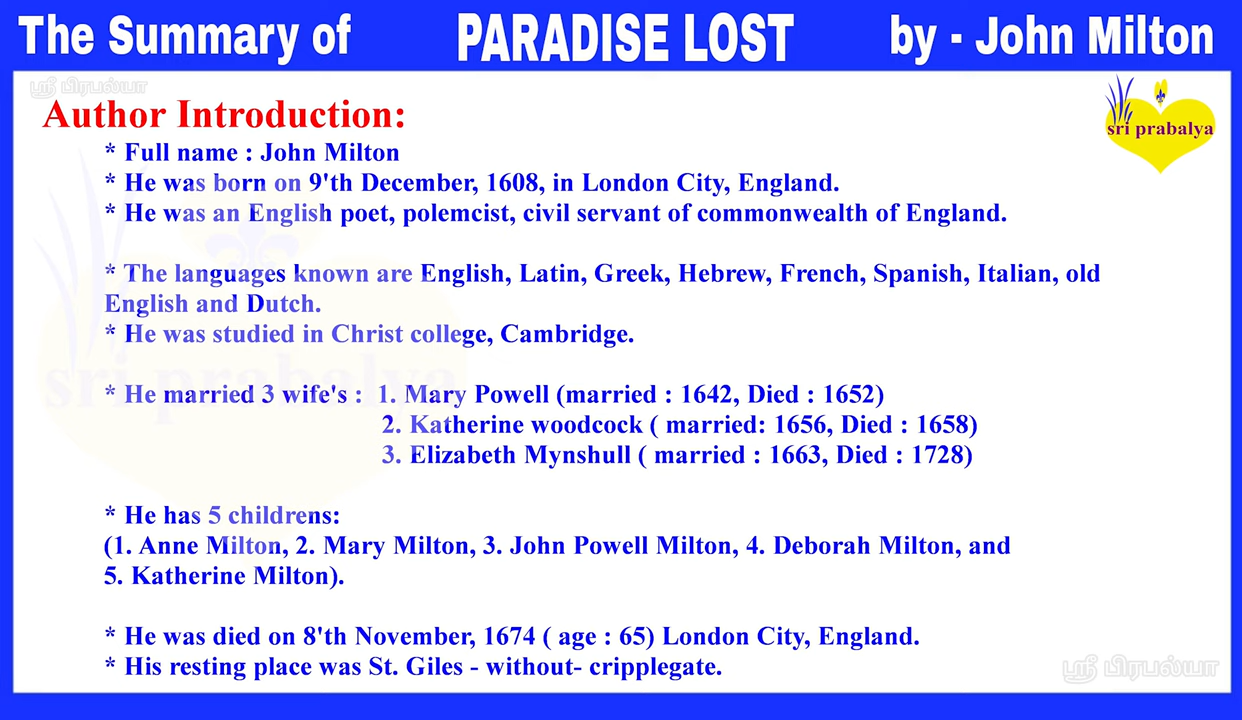 The Summary of PARADISE LOST by - John Milton
ஸ்ரீ பிரபல்யா
sri prabalya
Author Introduction:
* Full name : John Milton
* He was born on 9'th December, 1608, in London City, England.
* He was an English poet, polemcist, civil servant of commonwealth of England.
* The languages known are English, Latin, Greek, Hebrew, French, Spanish, Italian, old
English and Dutch.
* He was studied in Christ college, Cambridge.
sri prabalya
* He married 3 wife's : 1. Mary Powell (married : 1642, Died : 1652)
2. Katherine woodcock ( married: 1656, Died : 1658)
3. Elizabeth Mynshull ( married : 1663, Died : 1728)
* He has 5 childrens:
(1. Anne Milton, 2. Mary Milton, 3. John Powell Milton, 4. Deborah Milton, and
5. Katherine Milton).
* He was died on 8'th November, 1674 ( age : 65) London City, England.
* His resting place was St. Giles - without- cripplegate.
ஸ்ரீ பிரபல்யா